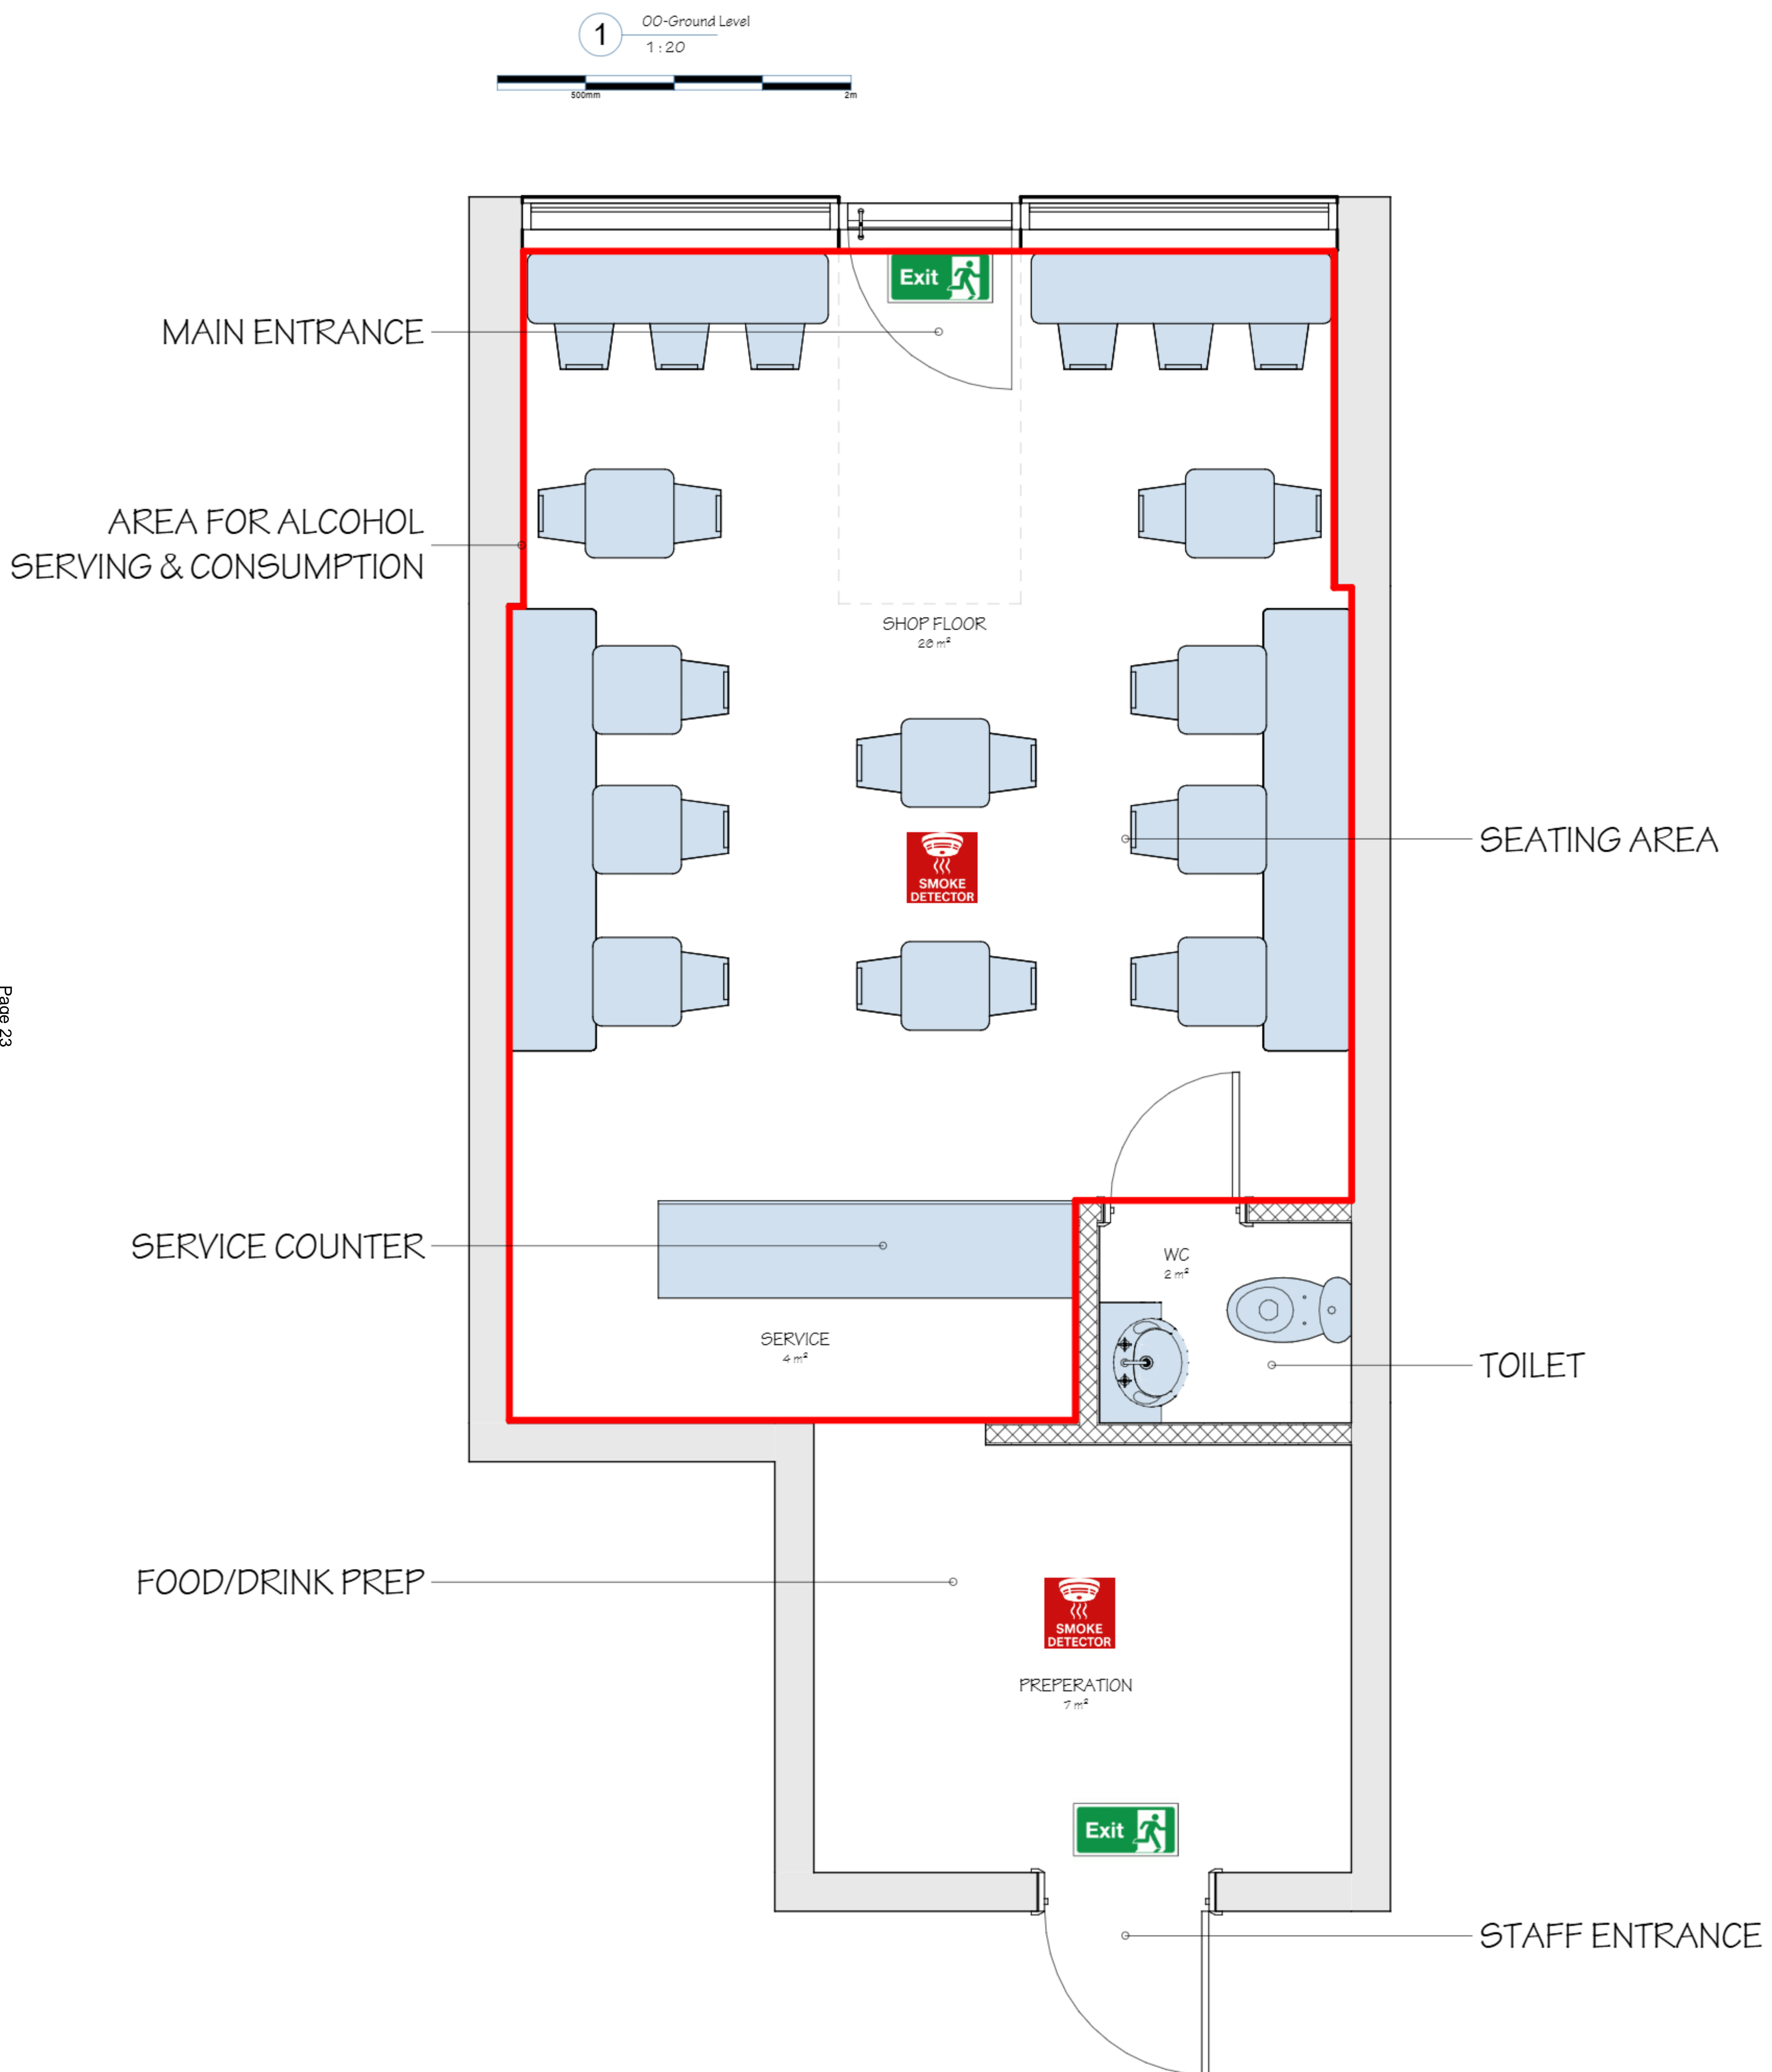 1
00-Ground Level
1 : 20
500mm
2m
Exit
MAIN ENTRANCE
AREA FOR ALCOHOL
SERVING & CONSUMPTION
SHOP FLOOR
28 m²
SMOKE
DETECTOR
SEATING AREA
Page 23
SERVICE COUNTER
WC
2 m²
SERVICE
4 m²
TOILET
FOOD/DRINK PREP
SMOKE
DETECTOR
PREPERATION
7 m²
Exit
STAFF ENTRANCE